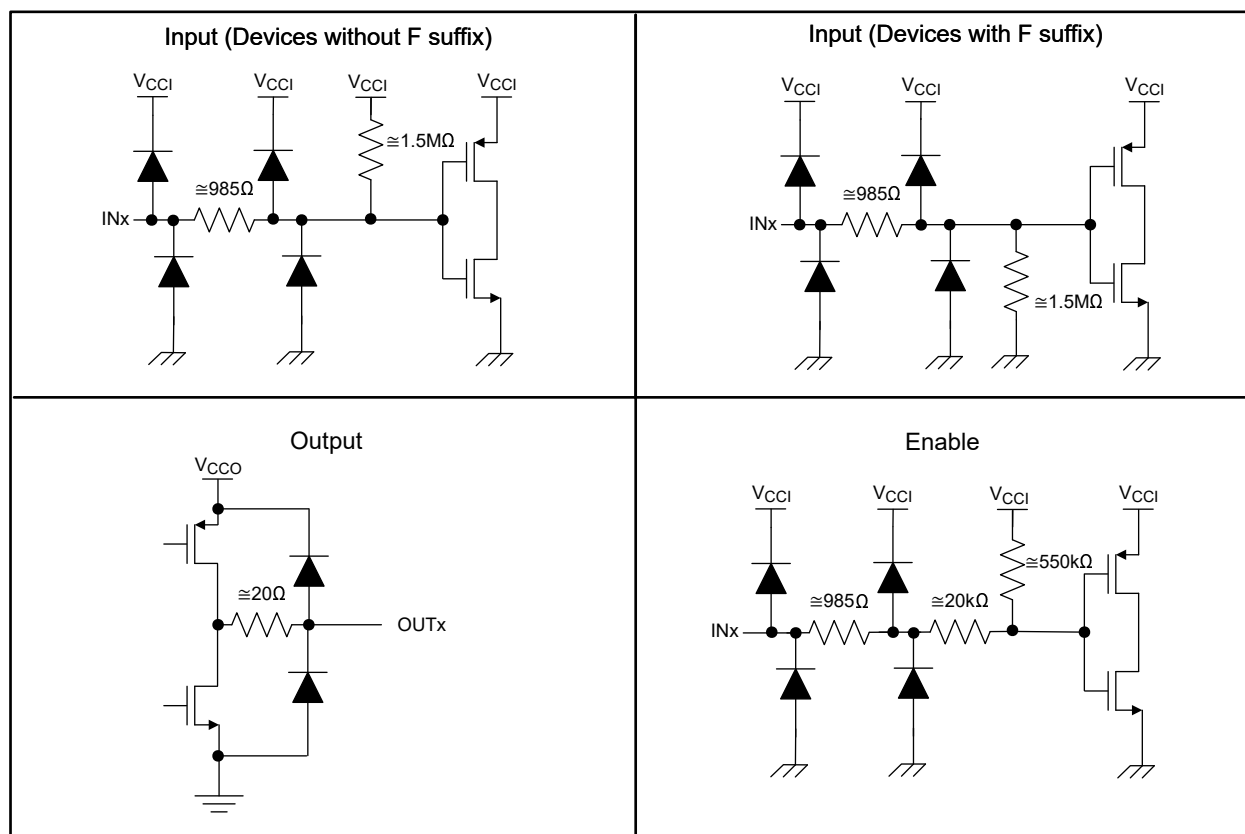 Input (Devices without F suffix)
VCCI VCCI VCCI VCCI
≅1.5MΩ
≅985Ω
INx
Input (Devices with F suffix)
VCCI VCCI VCCI
≅985Ω
INx
≅1.5MΩ
Output
VCCO
≅20Ω
OUTx
Enable
VCCI VCCI VCCI VCCI
≅550kΩ
≅985Ω ≅20kΩ
INx